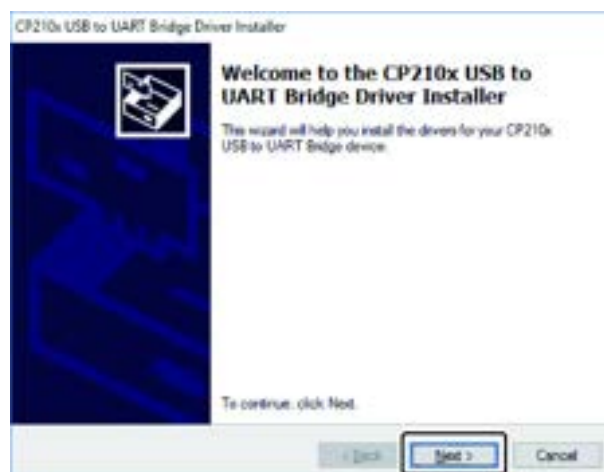 CP210x USB to UART Bridge Driver Installer
Welcome to the CP210x USB to
UART Bridge Driver Installer
This wizard will help you install the drivers for your CP210x
USB to UART Bridge device.
To continue, click Next.
< Back
Next >
Cancel